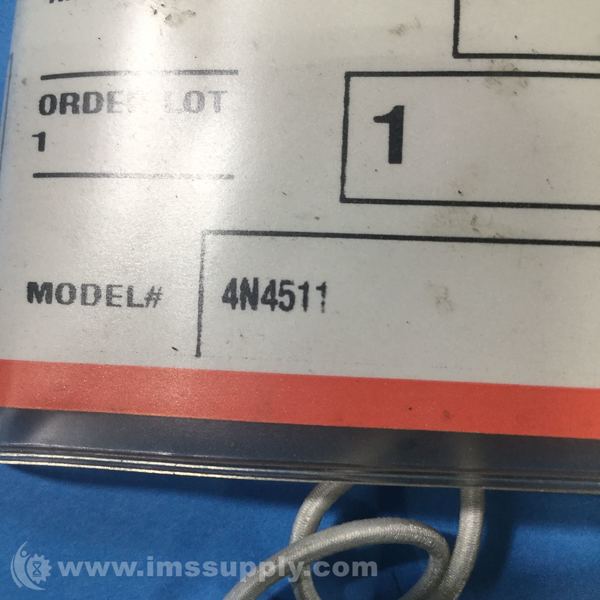 ORDER LOT
1
1
MODEL# 4N4511
www.imssupply.com